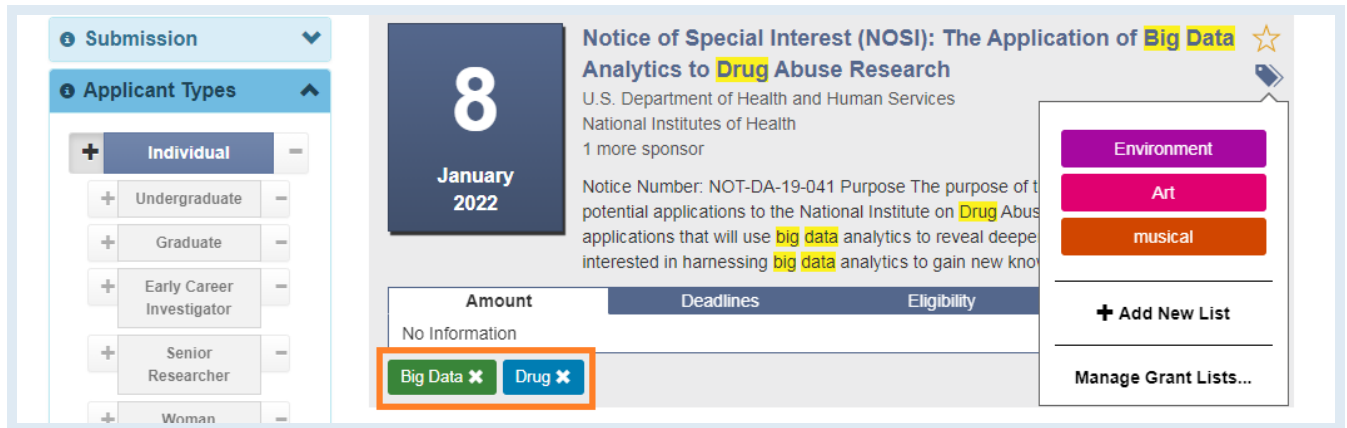 Submission
Applicant Types
+ Individual −
+ Undergraduate −
+ Graduate −
+ Early Career −
Investigator
+ Senior −
Researcher
+ Woman −
8
January
2022
Notice of Special Interest (NOSI): The Application of Big Data
Analytics to Drug Abuse Research
U.S. Department of Health and Human Services
National Institutes of Health
1 more sponsor
Notice Number: NOT-DA-19-041 Purpose The purpose of t
potential applications to the National Institute on Drug Abus
applications that will use big data analytics to reveal deepe
interested in harnessing big data analytics to gain new kno
Amount Deadlines Eligibility
No Information
Big Data ✖ Drug ✖
Environment
Art
musical
+ Add New List
Manage Grant Lists...